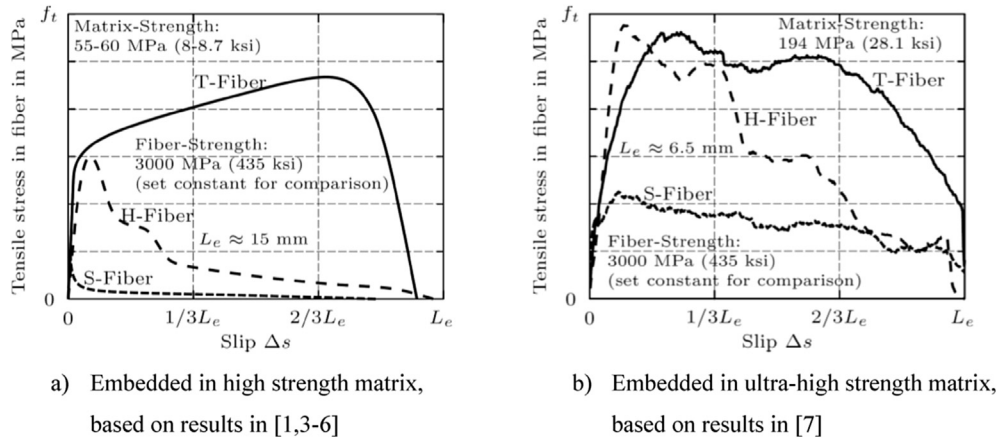 f_t
Matrix-Strength:
55-60 MPa (8-8.7 ksi)
T-Fiber
Fiber-Strength:
3000 MPa (435 ksi)
(set constant for comparison)
H-Fiber
L_e ≈ 15 mm
S-Fiber
Tensile stress in fiber in MPa
0
0
1/3L_e
2/3L_e
L_e
Slip Δs
a) Embedded in high strength matrix,
based on results in [1,3-6]
f_t
Matrix-Strength:
194 MPa (28.1 ksi)
T-Fiber
H-Fiber
L_e ≈ 6.5 mm
S-Fiber
Fiber-Strength:
3000 MPa (435 ksi)
(set constant for comparison)
Tensile stress in fiber in MPa
0
0
1/3L_e
2/3L_e
L_e
Slip Δs
b) Embedded in ultra-high strength matrix,
based on results in [7]